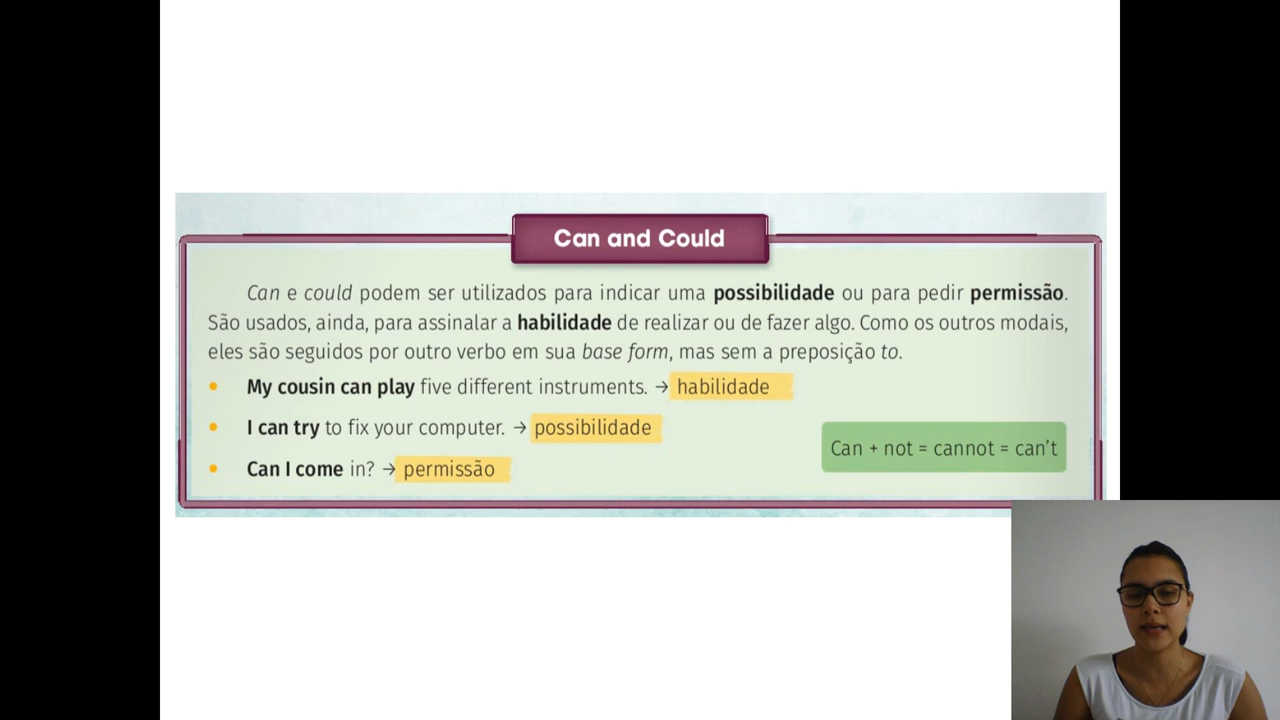 Can and Could
Can e could podem ser utilizados para indicar uma possibilidade ou para pedir permissão.
São usados, ainda, para assinalar a habilidade de realizar ou de fazer algo. Como os outros modais,
eles são seguidos por outro verbo em sua base form, mas sem a preposição to.
• My cousin can play five different instruments. → habilidade
• I can try to fix your computer. → possibilidade
Can + not = cannot = can't
• Can I come in? → permissão